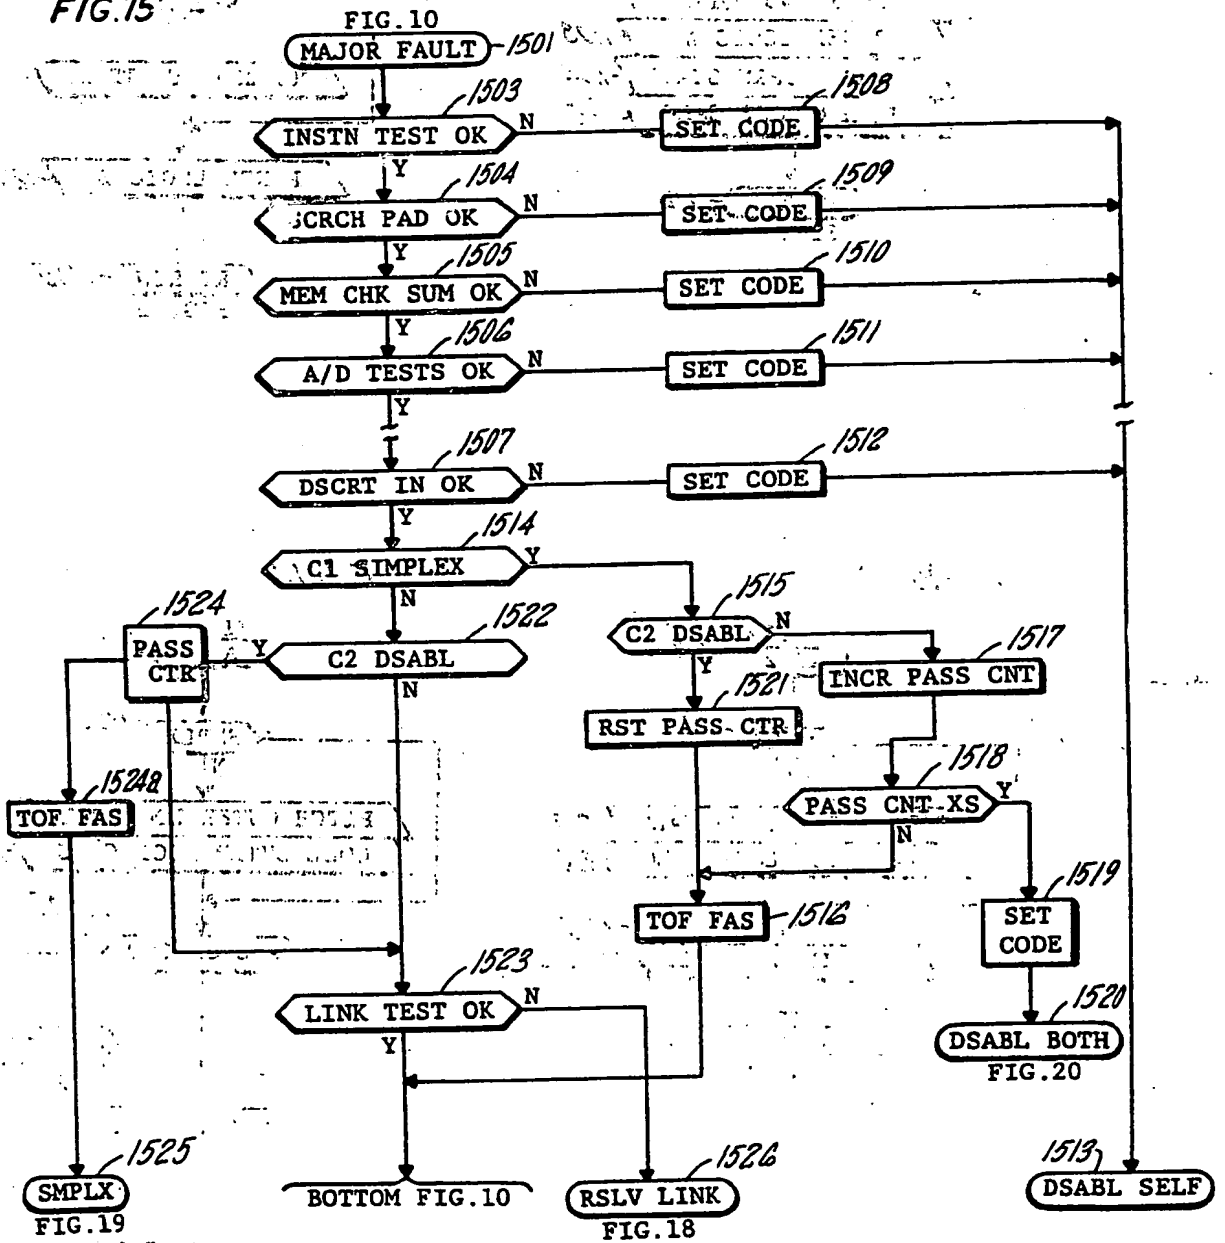 FIG.15
FIG.10
MAJOR FAULT 1501
1503
INSTN TEST OK N
Y
1508
SET CODE
1504
SCRCH PAD OK N
Y
1509
SET CODE
1505
MEM CHK SUM OK N
Y
1510
SET CODE
1506
A/D TESTS OK N
Y
1511
SET CODE
1507
DSCRT IN OK N
Y
1512
SET CODE
1514
C1 SIMPLEX Y
N
1515
C2 DSABL N
Y
1524
PASS
CTR
1522
Y C2 DSABL
N
1517
INCR PASS CNT
1521
RST PASS CTR
1518
PASS CNT XS Y
N
1524a
TOF FAS
TOF FAS 1516
1519
SET
CODE
1523
LINK TEST OK N
Y
1520
DSABL BOTH
FIG.20
1525
SMPLX
FIG.19
BOTTOM FIG.10
1526
RSLV LINK
FIG.18
1513
DSABL SELF